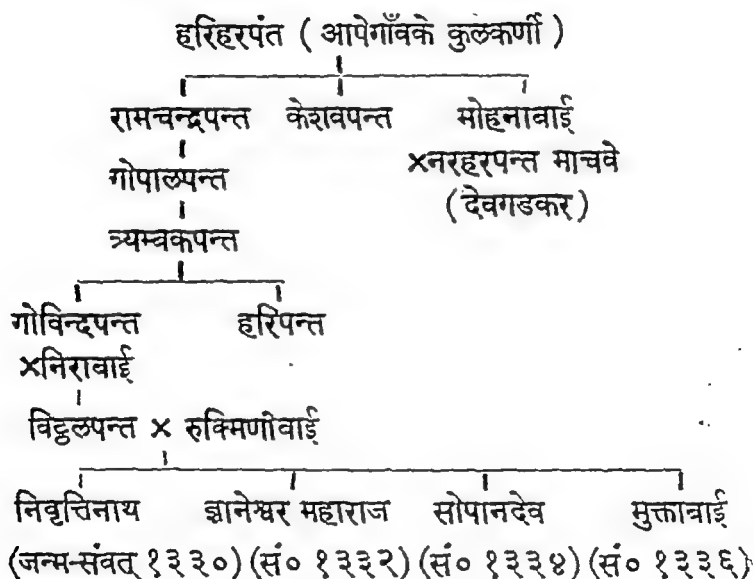 हरिहरपंत ( आपेगाँवके कुलकर्णी )
रामचन्द्रपन्त केशवपन्त मोहनावाई
गोपालपन्त ×नरहरपन्त माचवे
(देवगडकर)
त्र्यम्वकपन्त
गोविन्दपन्त हरिपन्त
×निरावाई
विट्ठलपन्त × रुक्मिणीवाई
निवृत्तिनाथ ज्ञानेश्वर महाराज सोपानदेव मुक्तावाई
(जन्म-संवत् १३३०) (सं० १३३२) (सं० १३३४) (सं० १३३६)